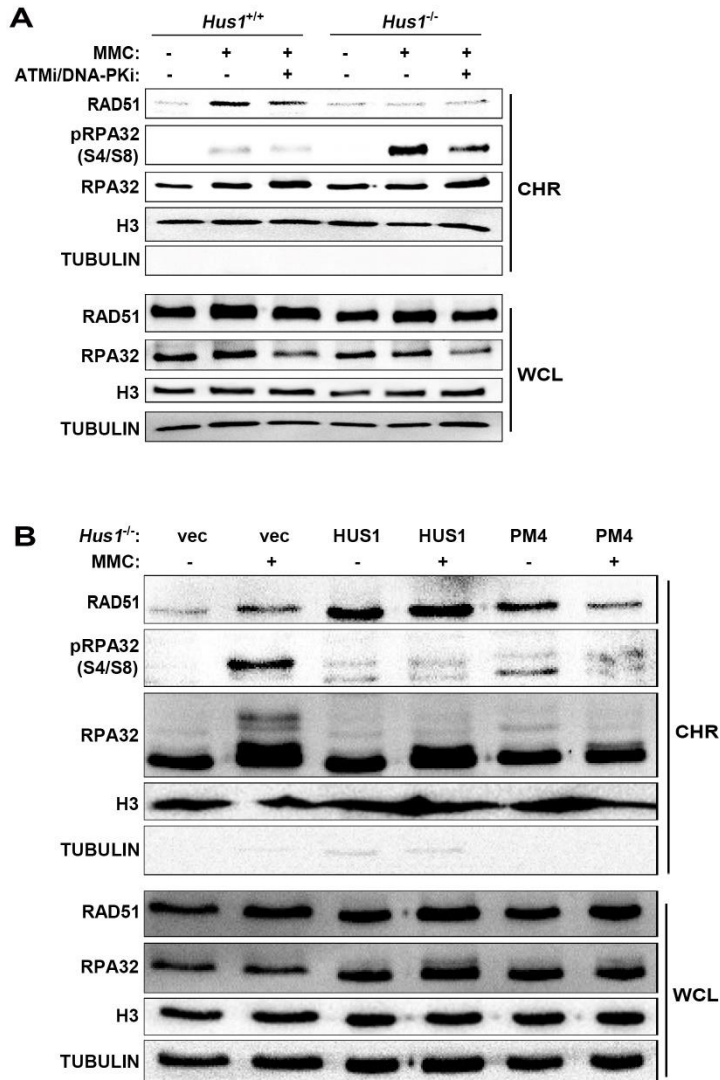 A
Hus1+/+ Hus1-/-
MMC: - + + - + +
ATMi/DNA-PKi: - - + - - +
RAD51
pRPA32
(S4/S8)
RPA32
H3
TUBULIN
CHR
RAD51
RPA32
H3
TUBULIN
WCL
B
Hus1-/-: vec vec HUS1 HUS1 PM4 PM4
MMC: - + - + - +
RAD51
pRPA32
(S4/S8)
RPA32
H3
TUBULIN
CHR
RAD51
RPA32
H3
TUBULIN
WCL